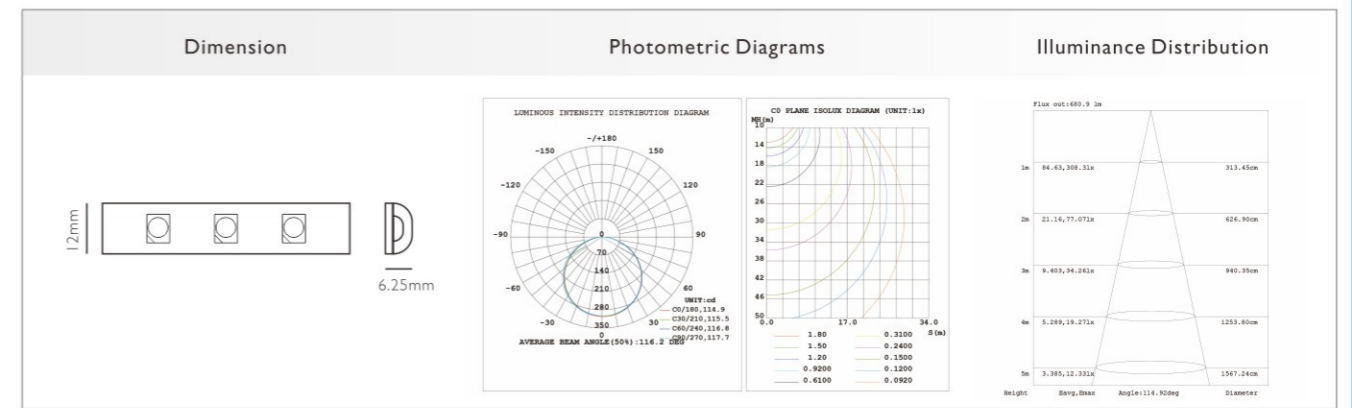 Dimension
Photometric Diagrams
Illuminance Distribution
12mm
6.25mm
LUMINOUS INTENSITY DISTRIBUTION DIAGRAM
-/+180
-150
150
-120
120
-90
0
90
70
140
-60
210
60
280
-30
350
30
0
UNIT:cd
C0/180,114.9
C30/210,115.5
C60/240,116.8
C90/270,117.7
AVERAGE BEAM ANGLE(50%):116.2 DEG
C0 PLANE ISOLUX DIAGRAM (UNIT:lx)
MH(m)
10
14
18
22
26
30
34
38
42
46
50
0.0 17.0 34.0
S(m)
1.80 0.3100
1.50 0.2400
1.20 0.1500
0.9200 0.1200
0.6100 0.0920
Flux out:680.9 lm
1m 84.63,308.3lx 313.45cm
2m 21.16,77.07lx 626.90cm
3m 9.403,34.26lx 940.35cm
4m 5.289,19.27lx 1253.80cm
5m 3.385,12.33lx 1567.24cm
Height Eavg,Emax Angle:114.92deg Diameter